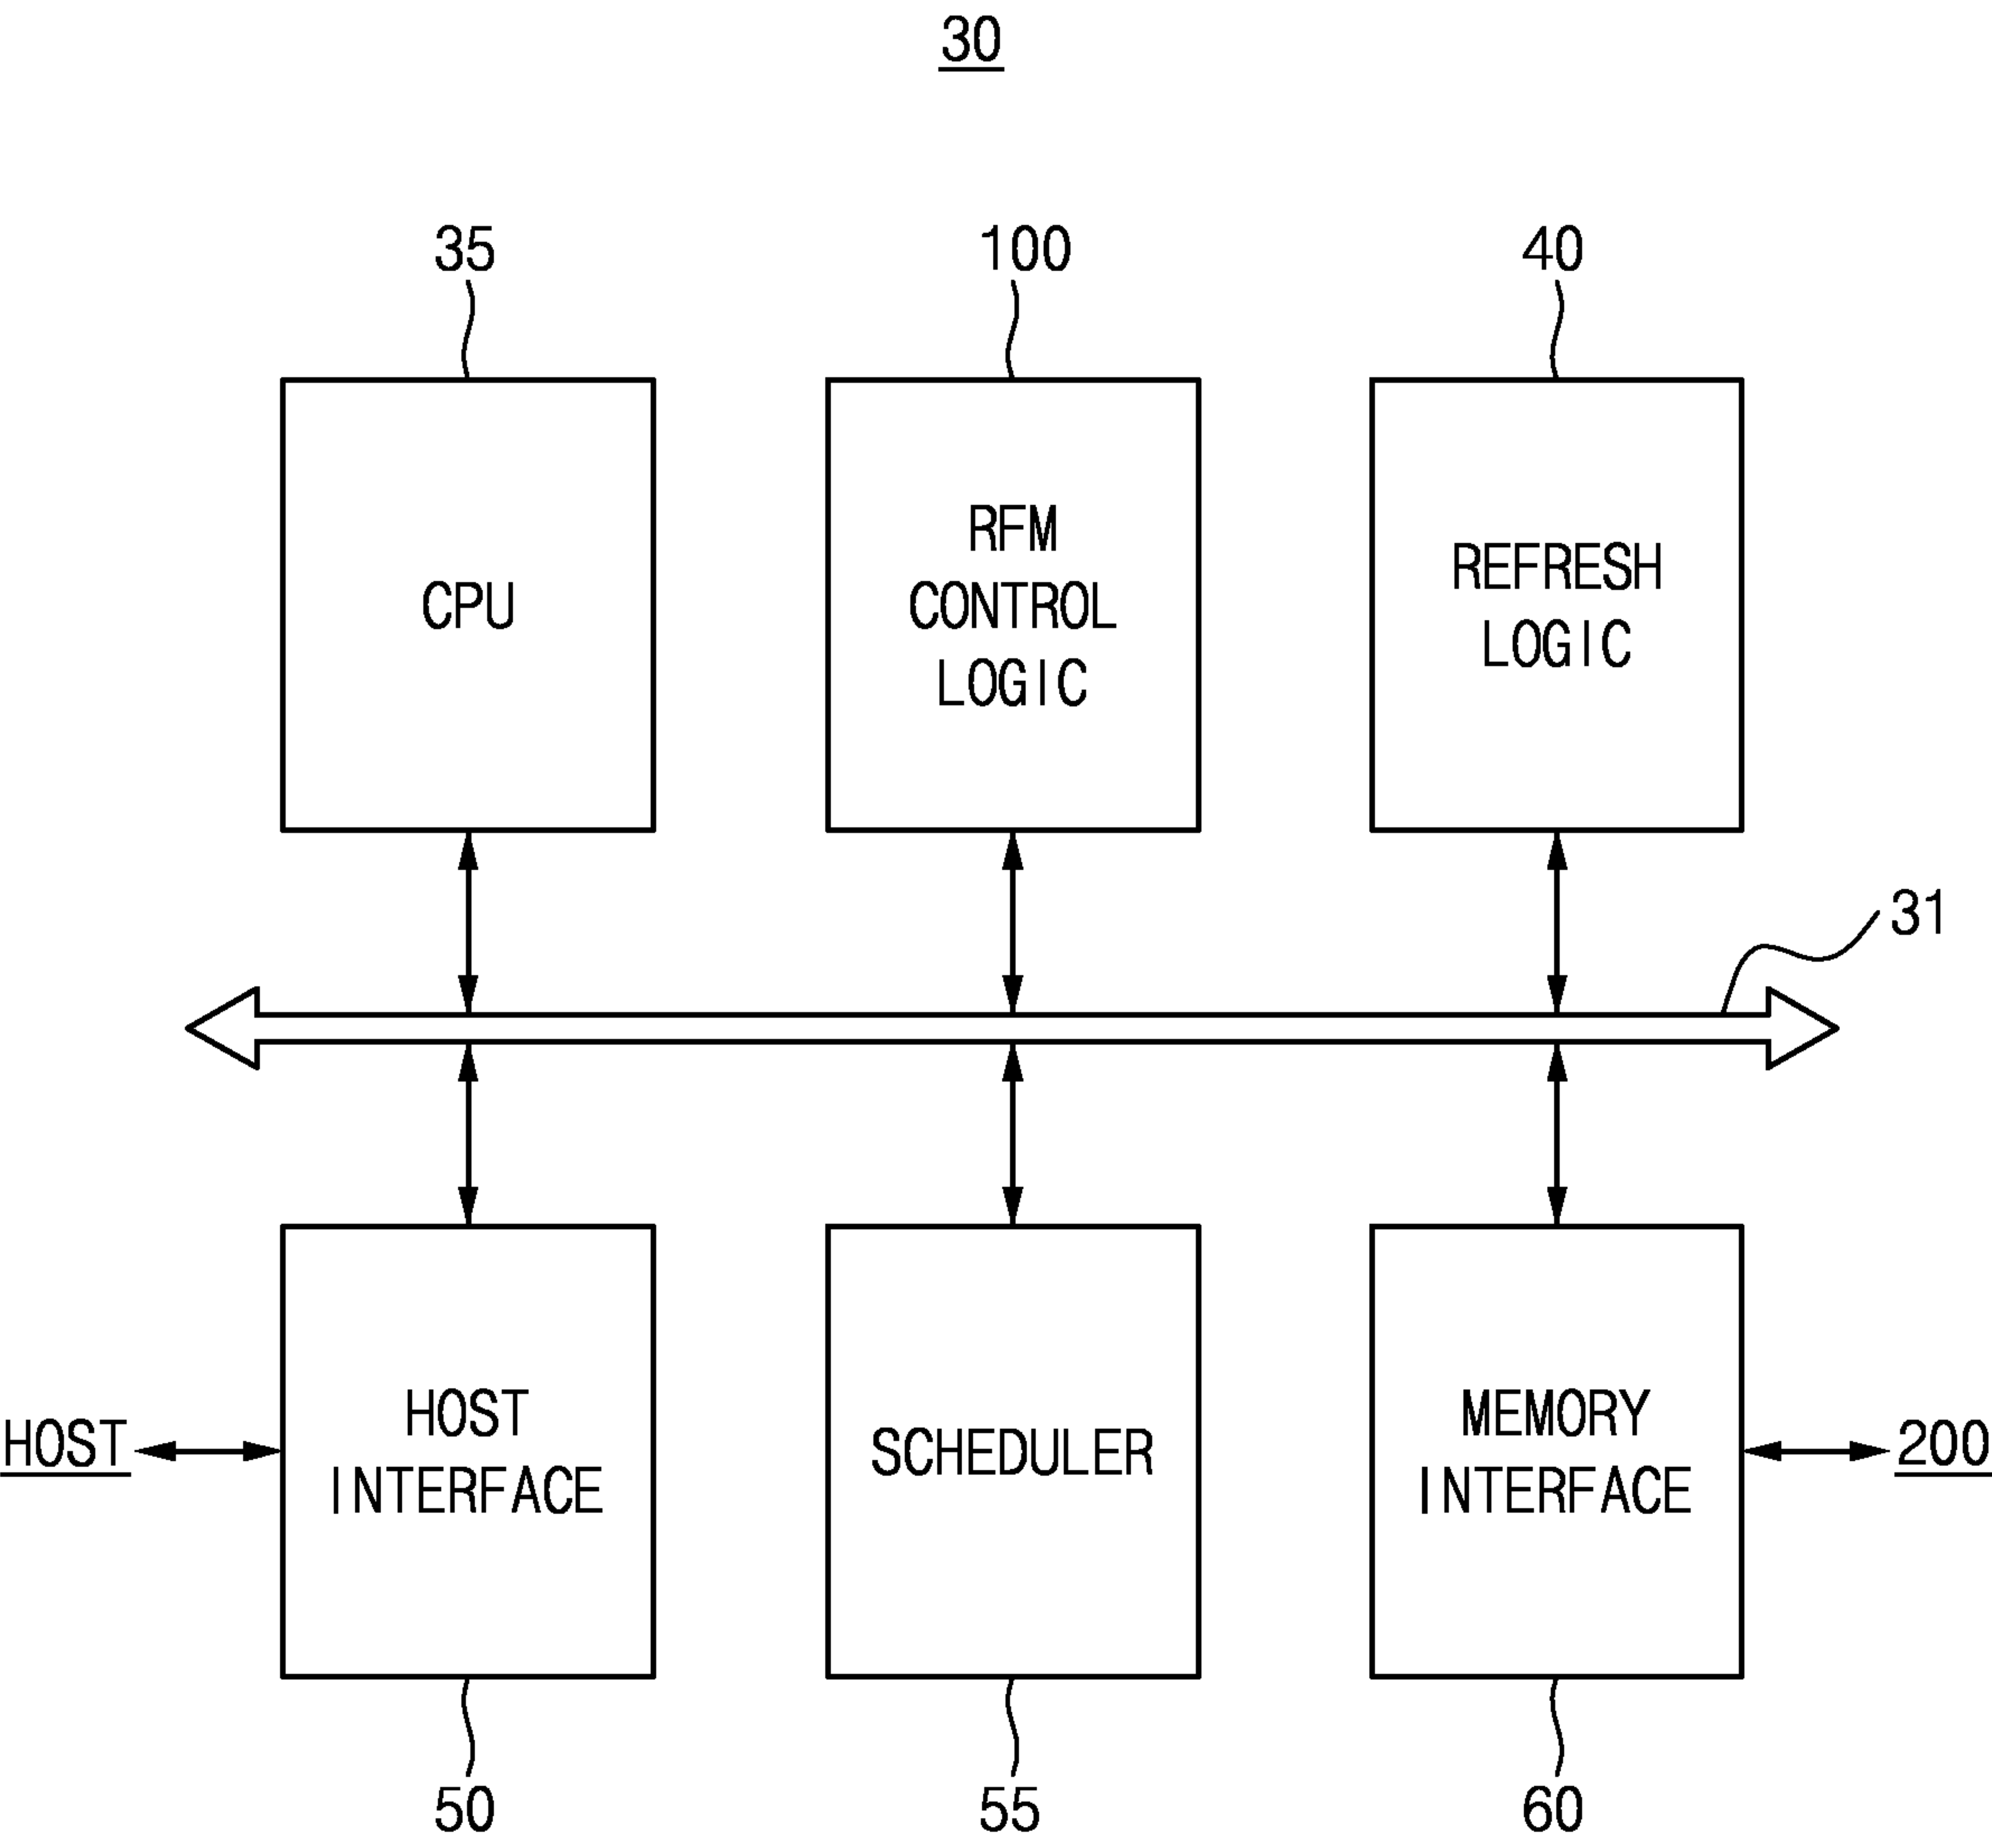 30
35
100
40
CPU
RFM
CONTROL
LOGIC
REFRESH
LOGIC
31
HOST
HOST
INTERFACE
SCHEDULER
MEMORY
INTERFACE
200
50
55
60